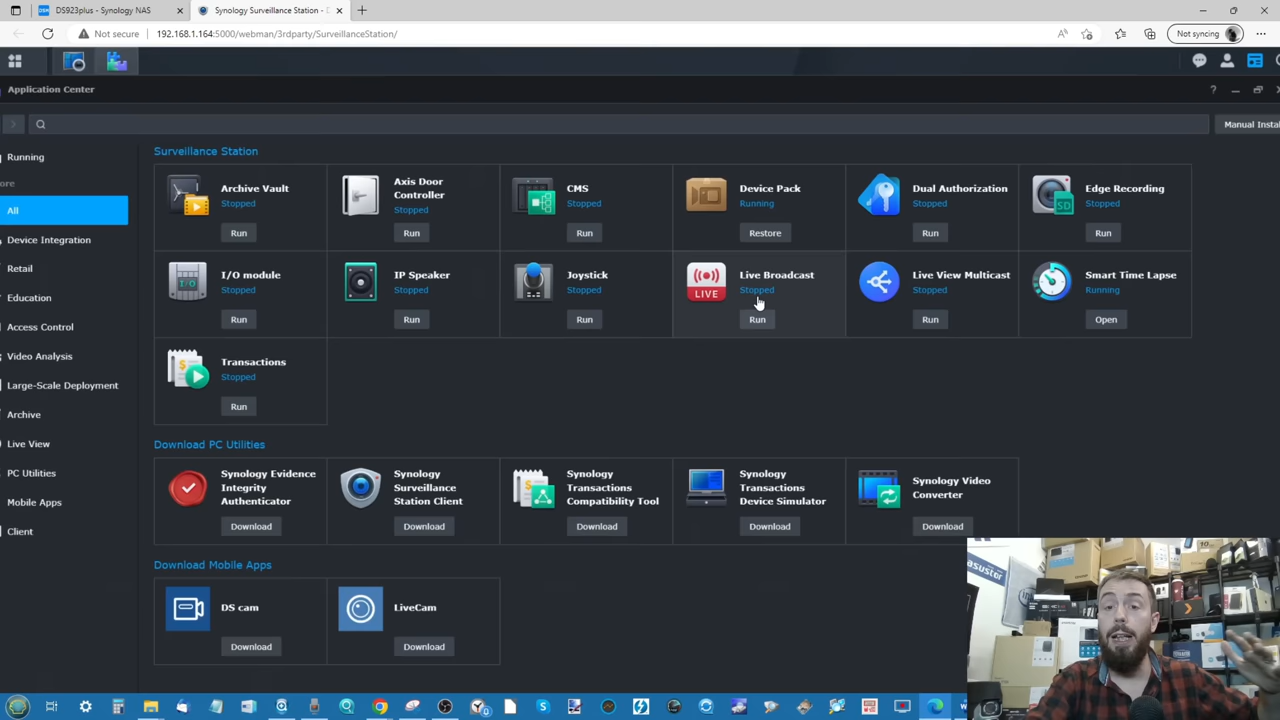 DS923plus - Synology NAS
Synology Surveillance Station - D
Not secure
192.168.1.164:5000/webman/3rdparty/SurveillanceStation/
Not syncing
Application Center
Manual Insta
Running
ore
All
Device Integration
Retail
Education
Access Control
Video Analysis
Large-Scale Deployment
Archive
Live View
PC Utilities
Mobile Apps
Client
Surveillance Station
Archive Vault
Stopped
Run
Axis Door
Controller
Stopped
Run
CMS
Stopped
Run
Device Pack
Running
Restore
Dual Authorization
Stopped
Run
SD
Edge Recording
Stopped
Run
I/O module
Stopped
Run
IP Speaker
Stopped
Run
Joystick
Stopped
Run
LIVE
Live Broadcast
Stopped
Run
Live View Multicast
Stopped
Run
Smart Time Lapse
Running
Open
Transactions
Stopped
Run
Download PC Utilities
Synology Evidence
Integrity
Authenticator
Download
Synology
Surveillance
Station Client
Download
Synology
Transactions
Compatibility Tool
Download
Synology
Transactions
Device Simulator
Download
Synology Video
Converter
Download
Download Mobile Apps
DS cam
Download
LiveCam
Download